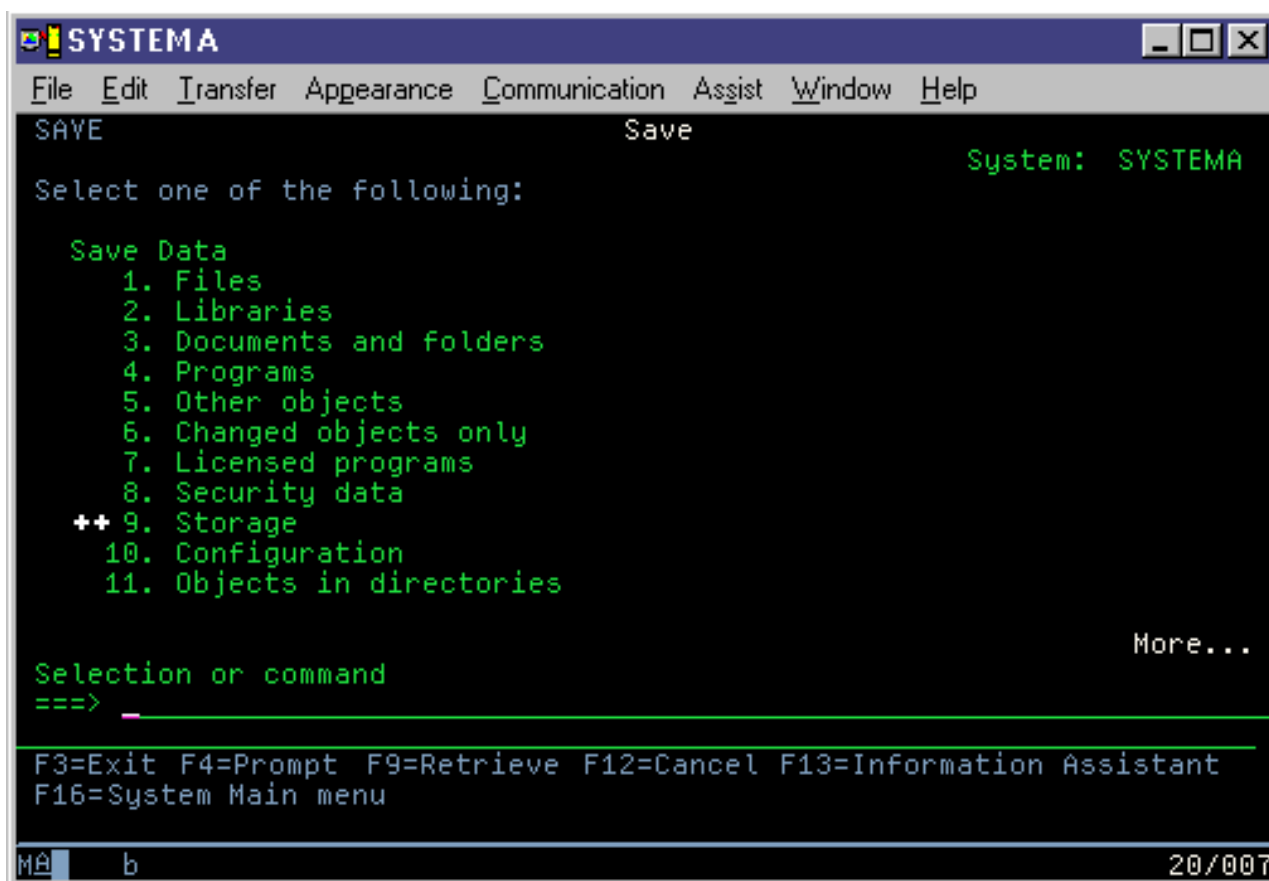 SYSTEMA
File Edit Transfer Appearance Communication Assist Window Help
SAVE Save
System: SYSTEMA
Select one of the following:
Save Data
1. Files
2. Libraries
3. Documents and folders
4. Programs
5. Other objects
6. Changed objects only
7. Licensed programs
8. Security data
++ 9. Storage
10. Configuration
11. Objects in directories
More...
Selection or command
===>
F3=Exit F4=Prompt F9=Retrieve F12=Cancel F13=Information Assistant
F16=System Main menu
MA b 20/007